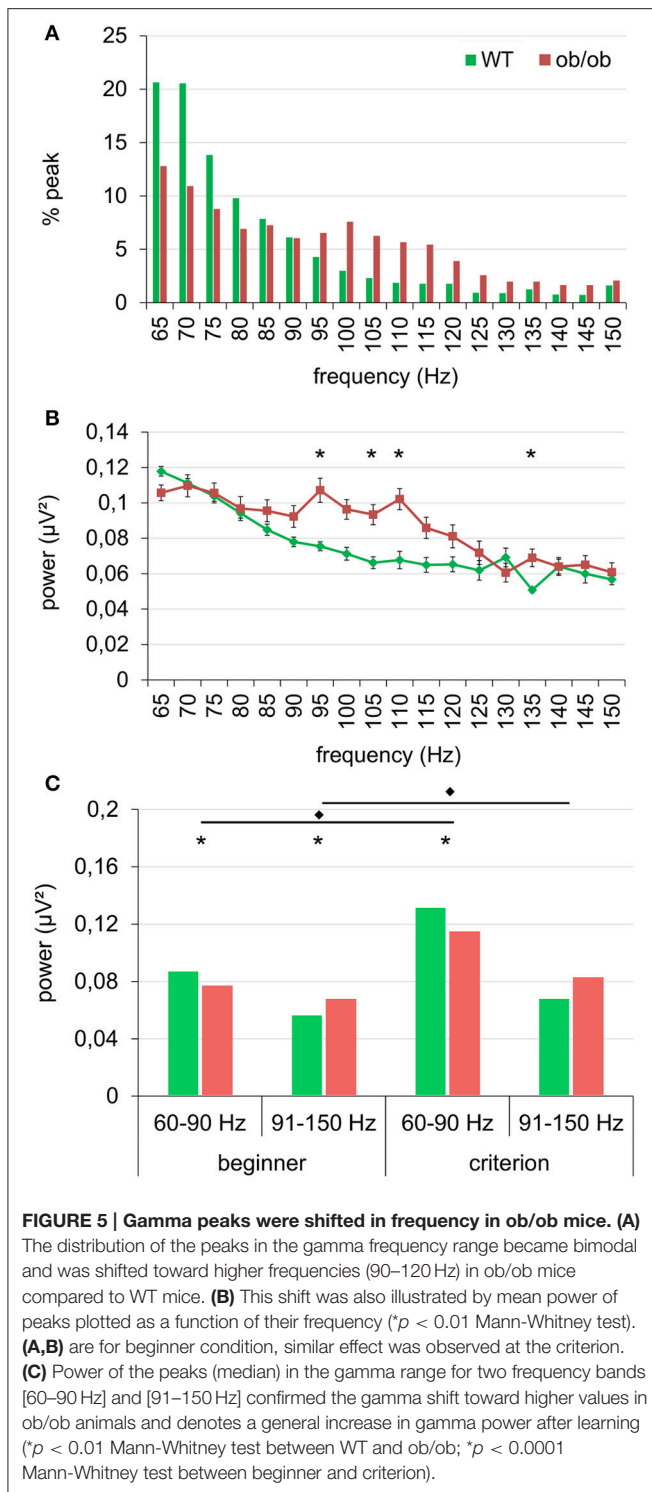 A
WT ob/ob
25
20
15
10
5
0
% peak
65 70 75 80 85 90 95 100 105 110 115 120 125 130 135 140 145 150
frequency (Hz)
B
0,14
0,12
0,1
0,08
0,06
0,04
0,02
0
power (µV²)
* * * *
65 70 75 80 85 90 95 100 105 110 115 120 125 130 135 140 145 150
frequency (Hz)
C
0,2
0,16
0,12
0,08
0,04
0
power (µV²)
* * *
60-90 Hz 91-150 Hz 60-90 Hz 91-150 Hz
beginner criterion
FIGURE 5 | Gamma peaks were shifted in frequency in ob/ob mice. (A)
The distribution of the peaks in the gamma frequency range became bimodal
and was shifted toward higher frequencies (90–120 Hz) in ob/ob mice
compared to WT mice. (B) This shift was also illustrated by mean power of
peaks plotted as a function of their frequency (*p < 0.01 Mann-Whitney test).
(A,B) are for beginner condition, similar effect was observed at the criterion.
(C) Power of the peaks (median) in the gamma range for two frequency bands
[60–90 Hz] and [91–150 Hz] confirmed the gamma shift toward higher values in
ob/ob animals and denotes a general increase in gamma power after learning
(*p < 0.01 Mann-Whitney test between WT and ob/ob; *p < 0.0001
Mann-Whitney test between beginner and criterion).